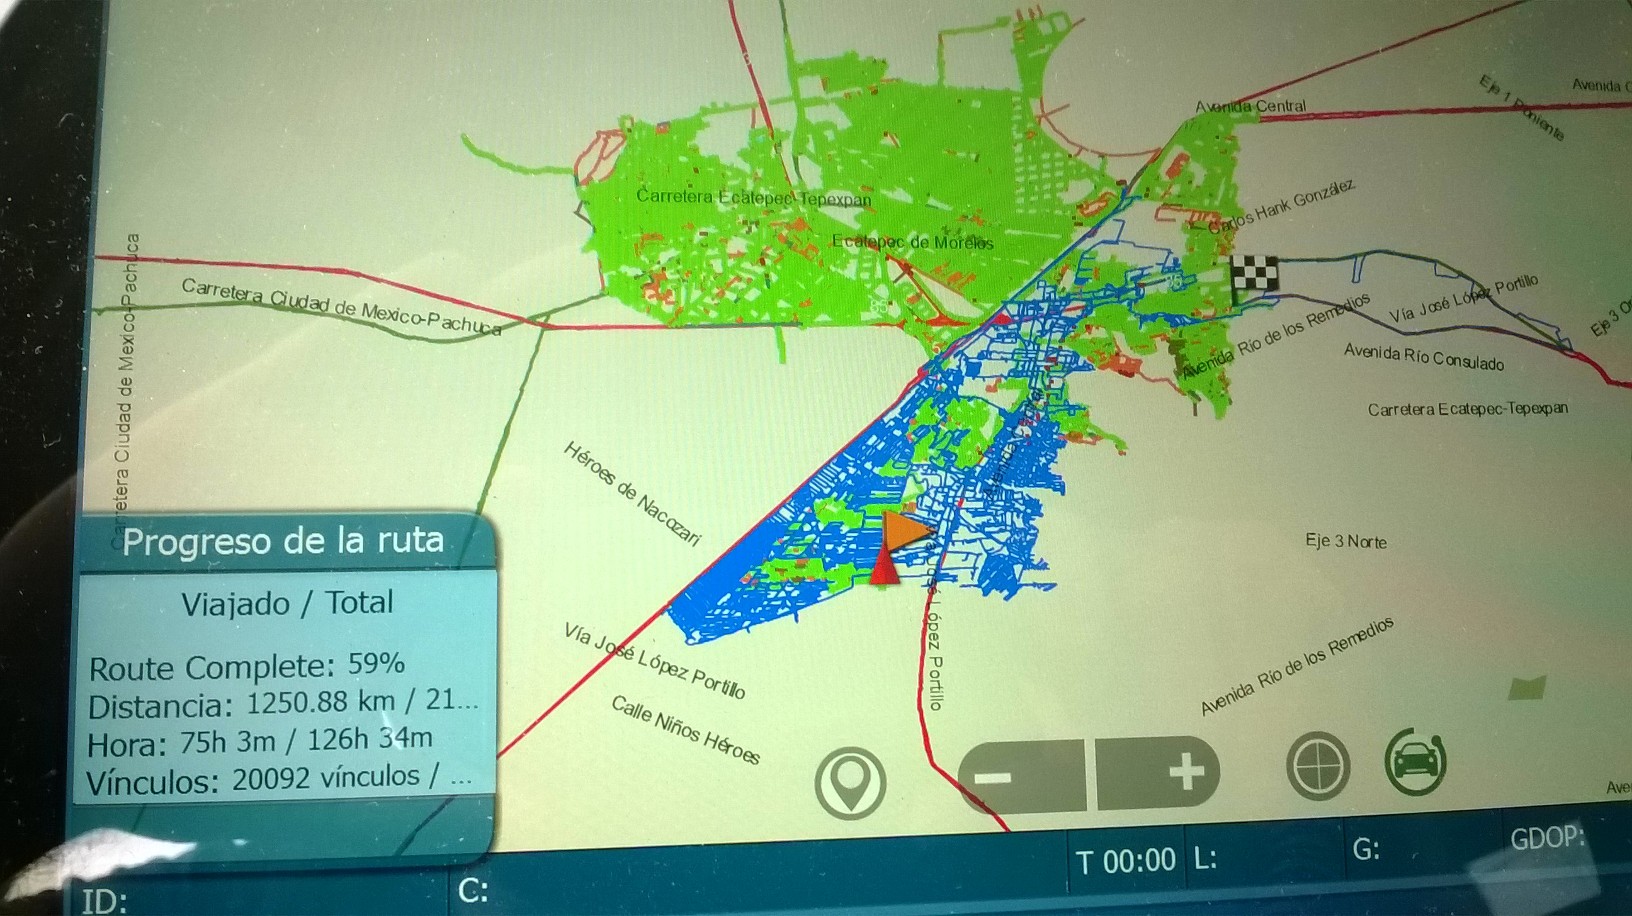 Avenida Central
Eje 1 Poniente
Avenida C
Carretera Ecatepec-Tepexpan
Carlos Hank González
Ecatepec de Morelos
Carretera Ciudad de Mexico-Pachuca
Carretera Ciudad de Mexico-Pachuca
Vía José López Portillo
Avenida Río de los Remedios
Eje 3 O
Avenida Río Consulado
Carretera Ecatepec-Tepexpan
Héroes de Nacozari
Eje 3 Norte
Vía José López Portillo
José López Portillo
Avenida Río de los Remedios
Calle Niños Héroes
Ave
Progreso de la ruta
Viajado / Total
Route Complete: 59%
Distancia: 1250.88 km / 21...
Hora: 75h 3m / 126h 34m
Vínculos: 20092 vínculos / ...
T 00:00
L:
G:
GDOP:
ID:
C: